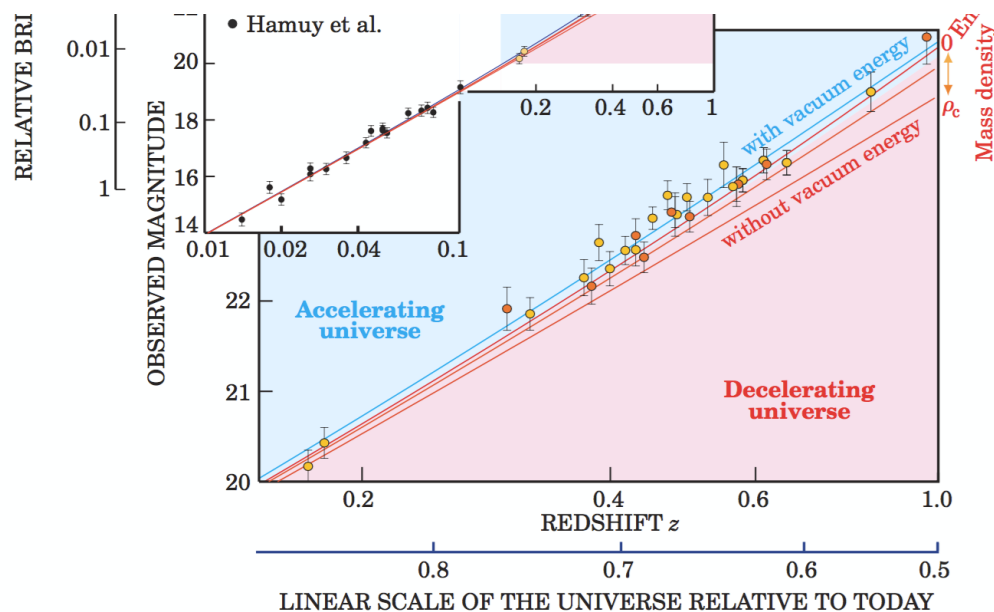 RELATIVE BRI
0.01
0.1
1
OBSERVED MAGNITUDE
Hamuy et al.
22
20
18
16
14
0.01
0.02
0.04
0.1
0.2
0.4
0.6
1
0
Mass density
ρc
with vacuum energy
without vacuum energy
Accelerating
universe
Decelerating
universe
22
21
20
0.2
0.4
0.6
1.0
REDSHIFT z
0.8
0.7
0.6
0.5
LINEAR SCALE OF THE UNIVERSE RELATIVE TO TODAY